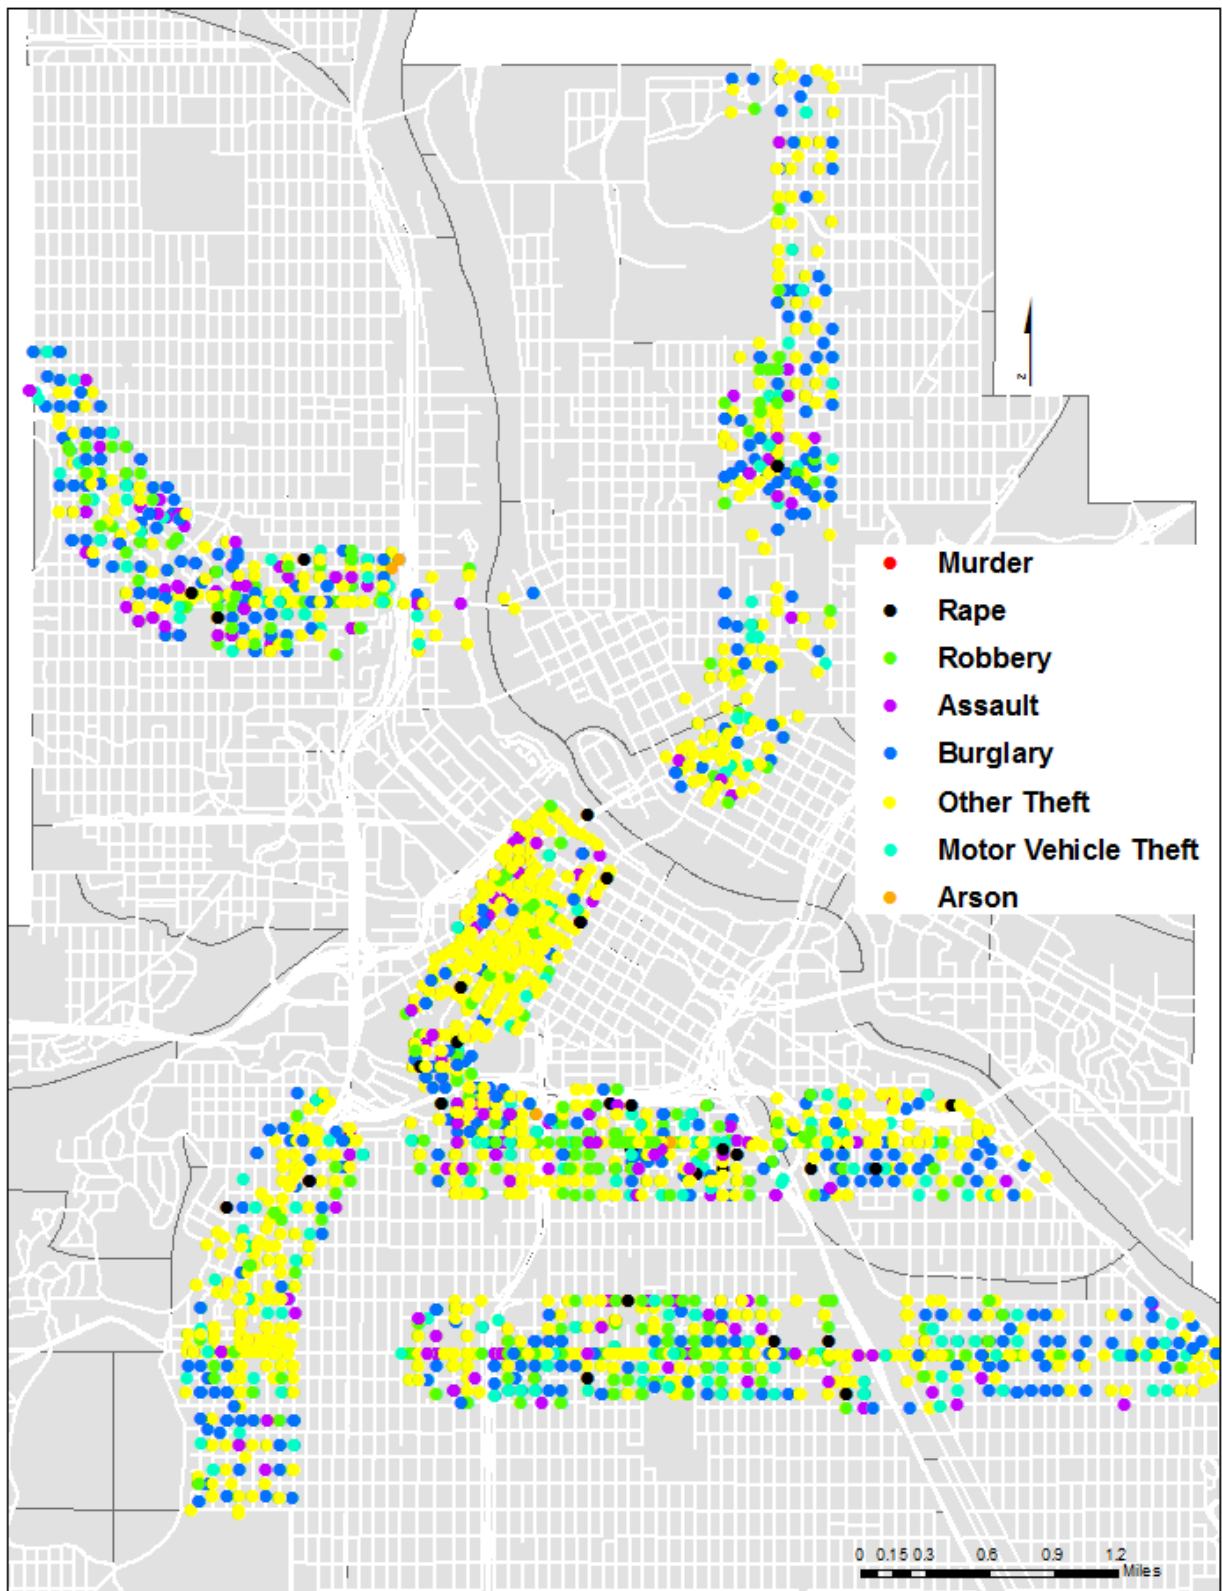 z
Murder
Rape
Robbery
Assault
Burglary
Other Theft
Motor Vehicle Theft
Arson
0 0.15 0.3 0.6 0.9 1.2
Miles